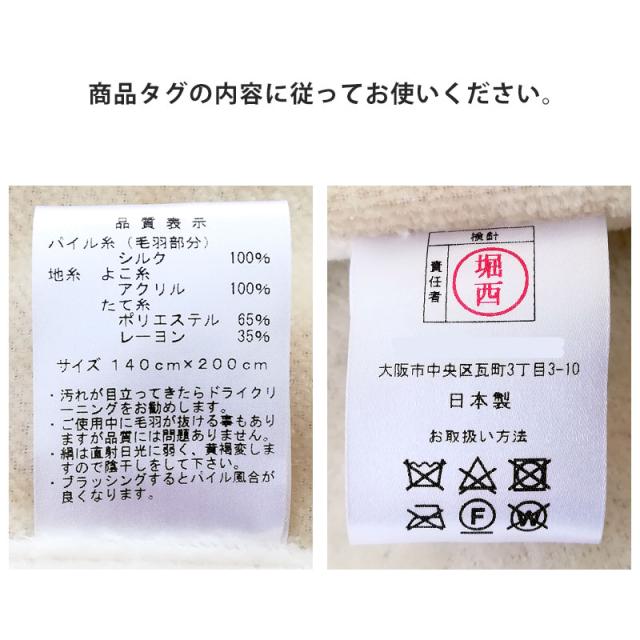 商品タグの内容に従ってお使いください。
品質表示
パイル糸（毛羽部分）
シルク 100%
地糸 よこ糸
アクリル 100%
たて糸
ポリエステル 65%
レーヨン 35%
サイズ 140cm×200cm
・汚れが目立ってきたらドライクリ
ーニングをお勧めします。
・ご使用中に毛羽が抜ける事もあり
ますが品質には問題ありません。
・絹は直射日光に弱く、黄褐変しま
すので陰干しをして下さい。
・ブラッシングするとパイル風合が
良くなります。
検針
責任者
堀西
大阪市中央区瓦町3丁目3-10
日本製
お取扱い方法
F
W